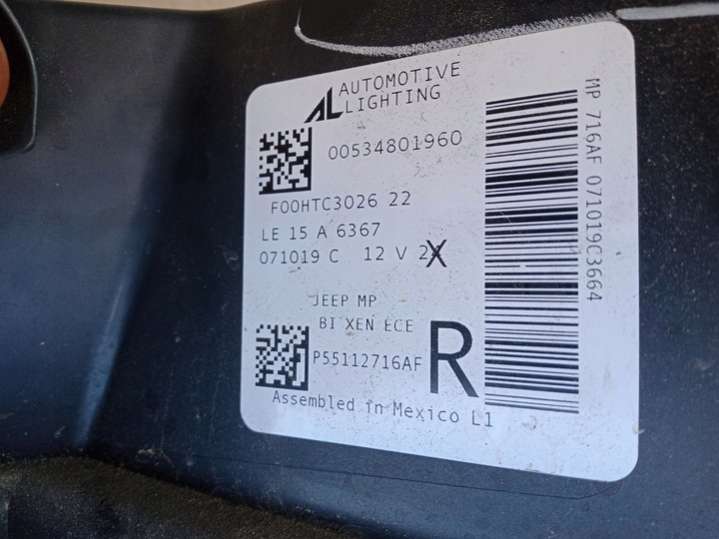 AL AUTOMOTIVE
LIGHTING
00534801960
F00HTC3026 22
LE 15 A 6367
071019 C 12 V
JEEP MP
BI XEN ECE
P55112716AF
R
Assembled in Mexico L1
MP 716AF 071019C3664